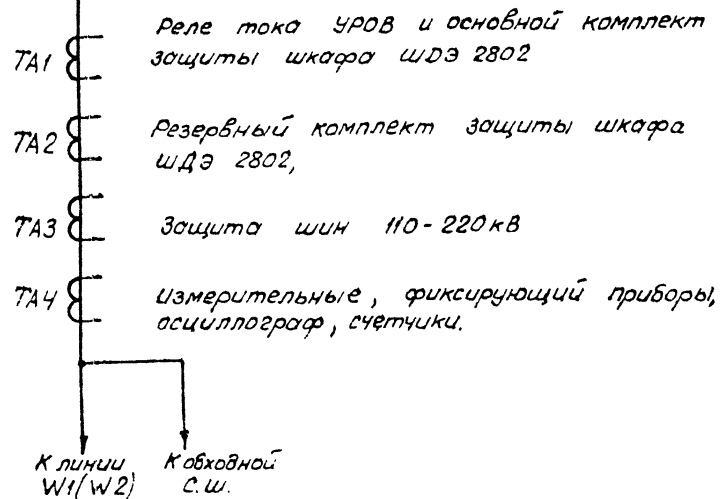 Реле тока УРОВ и основной комплект
TA1 защиты шкафа ШДЭ 2802
Резервный комплект защиты шкафа
TA2 ШДЭ 2802,
TA3 Защита шин 110-220кВ
TA4 Измерительные, фиксирующий приборы,
осциллограф, счетчики.
К линии К обходной
W1(W2) С.Ш.